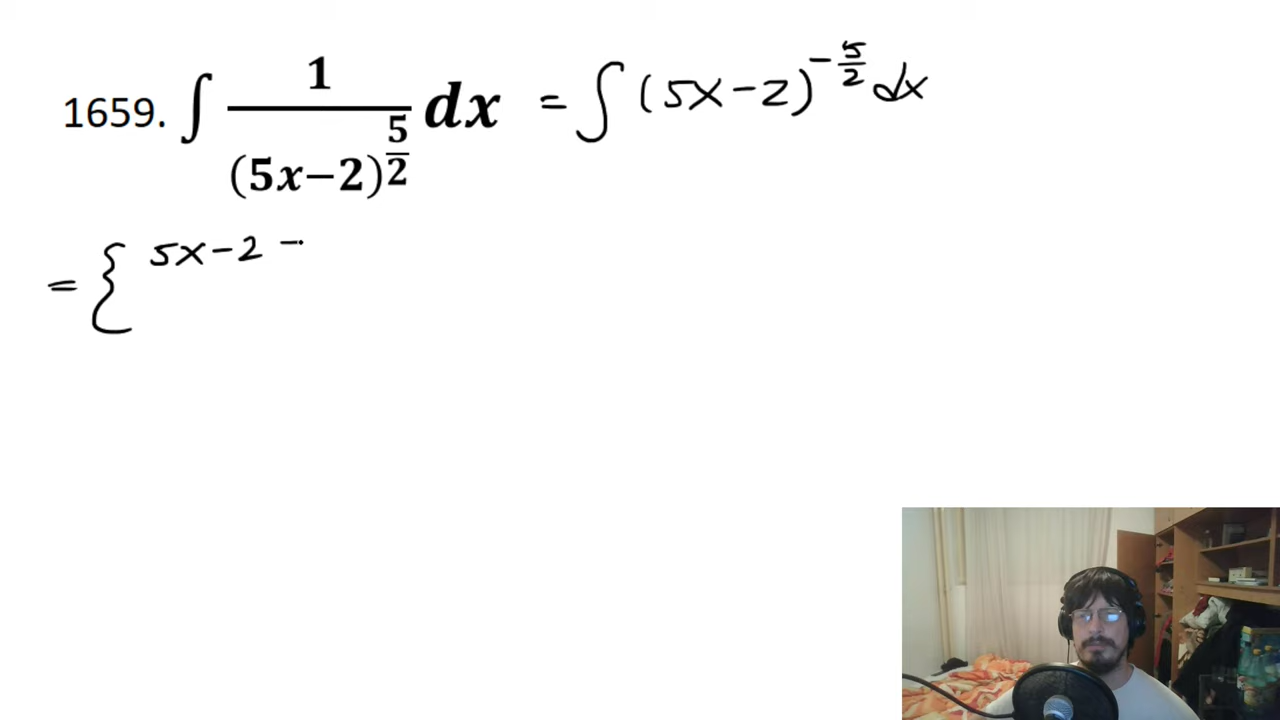 1659. ∫ 1/(5x−2)^(5/2) dx = ∫ (5x−2)^(−5/2) dx
= { 5x−2 −